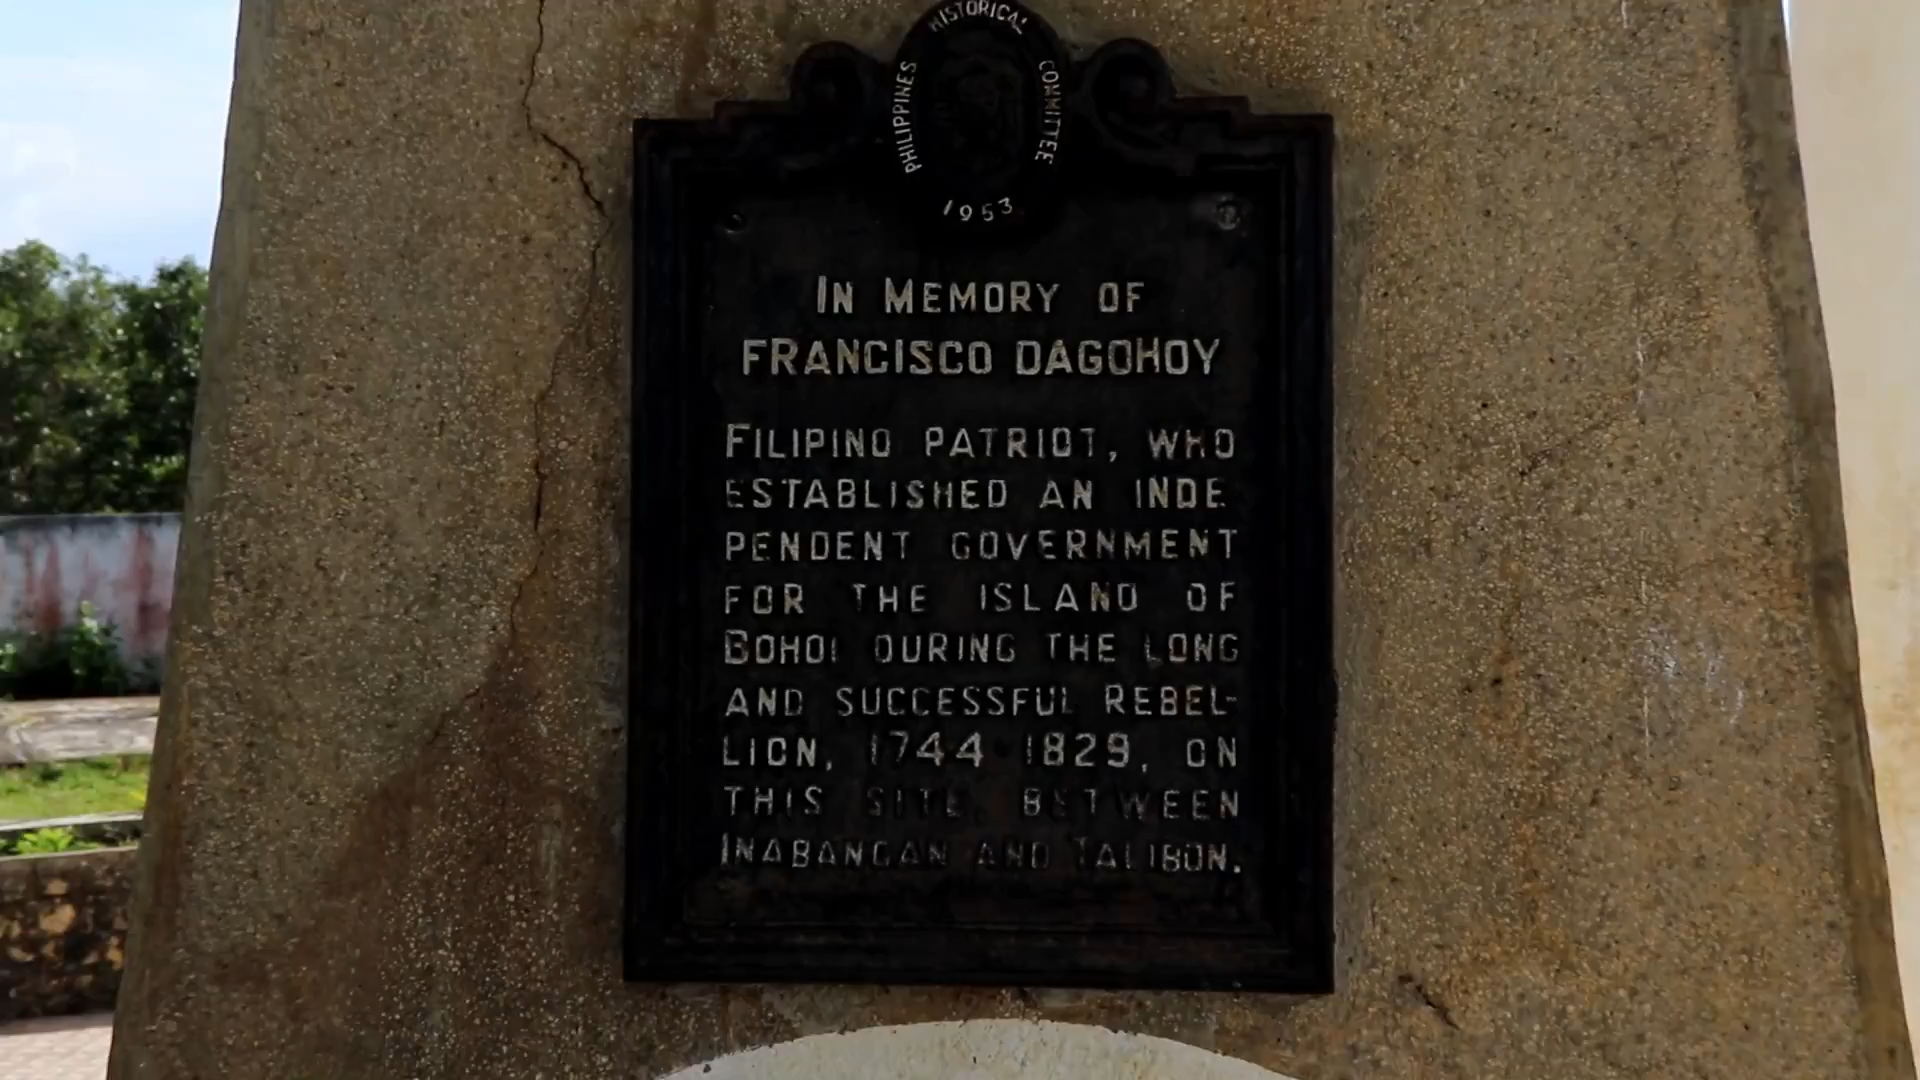 PHILIPPINES HISTORICAL COMMITTEE
1953
IN MEMORY OF
FRANCISCO DAGOHOY
FILIPINO PATRIOT, WHO
ESTABLISHED AN INDE
PENDENT GOVERNMENT
FOR THE ISLAND OF
BOHOL DURING THE LONG
AND SUCCESSFUL REBEL-
LION, 1744 1829, ON
THIS SITE, BETWEEN
INABANGAN AND TALIBON.